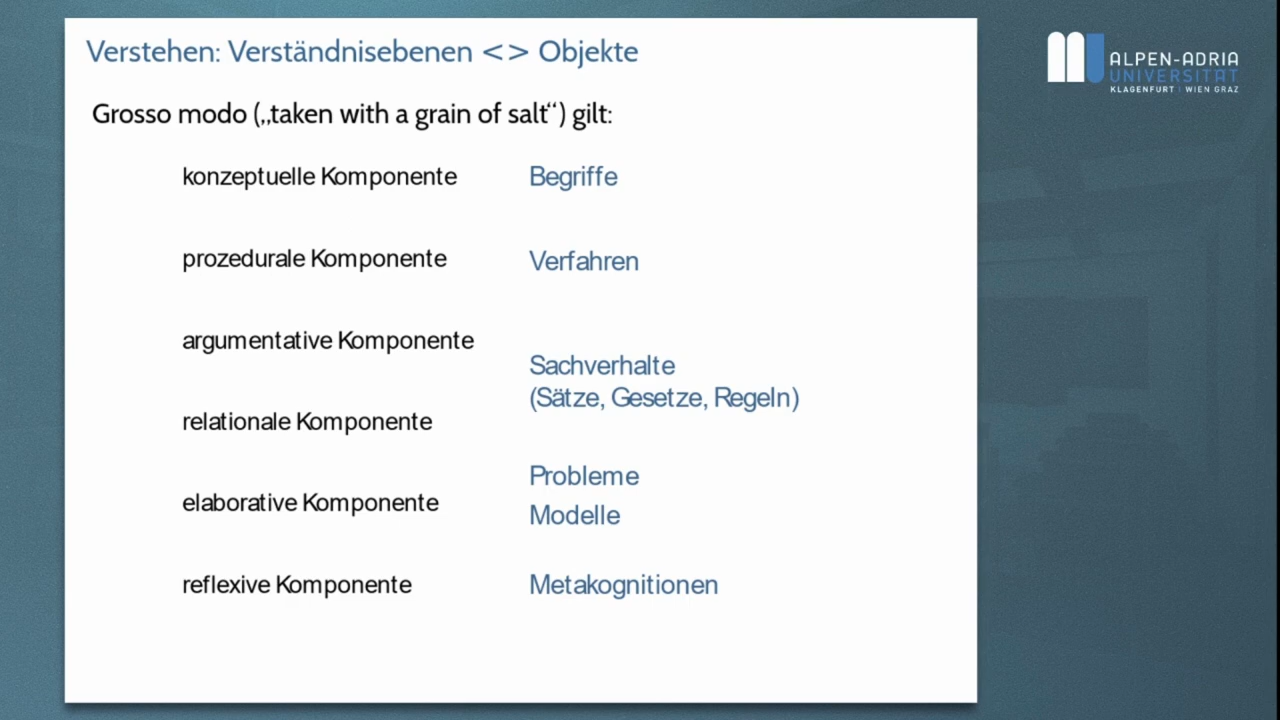 Verstehen: Verständnisebenen <> Objekte
Grosso modo („taken with a grain of salt“) gilt:
konzeptuelle Komponente Begriffe
prozedurale Komponente Verfahren
argumentative Komponente
Sachverhalte
(Sätze, Gesetze, Regeln)
relationale Komponente
Probleme
elaborative Komponente
Modelle
reflexive Komponente Metakognitionen
ALPEN-ADRIA
UNIVERSITÄT
KLAGENFURT | WIEN GRAZ